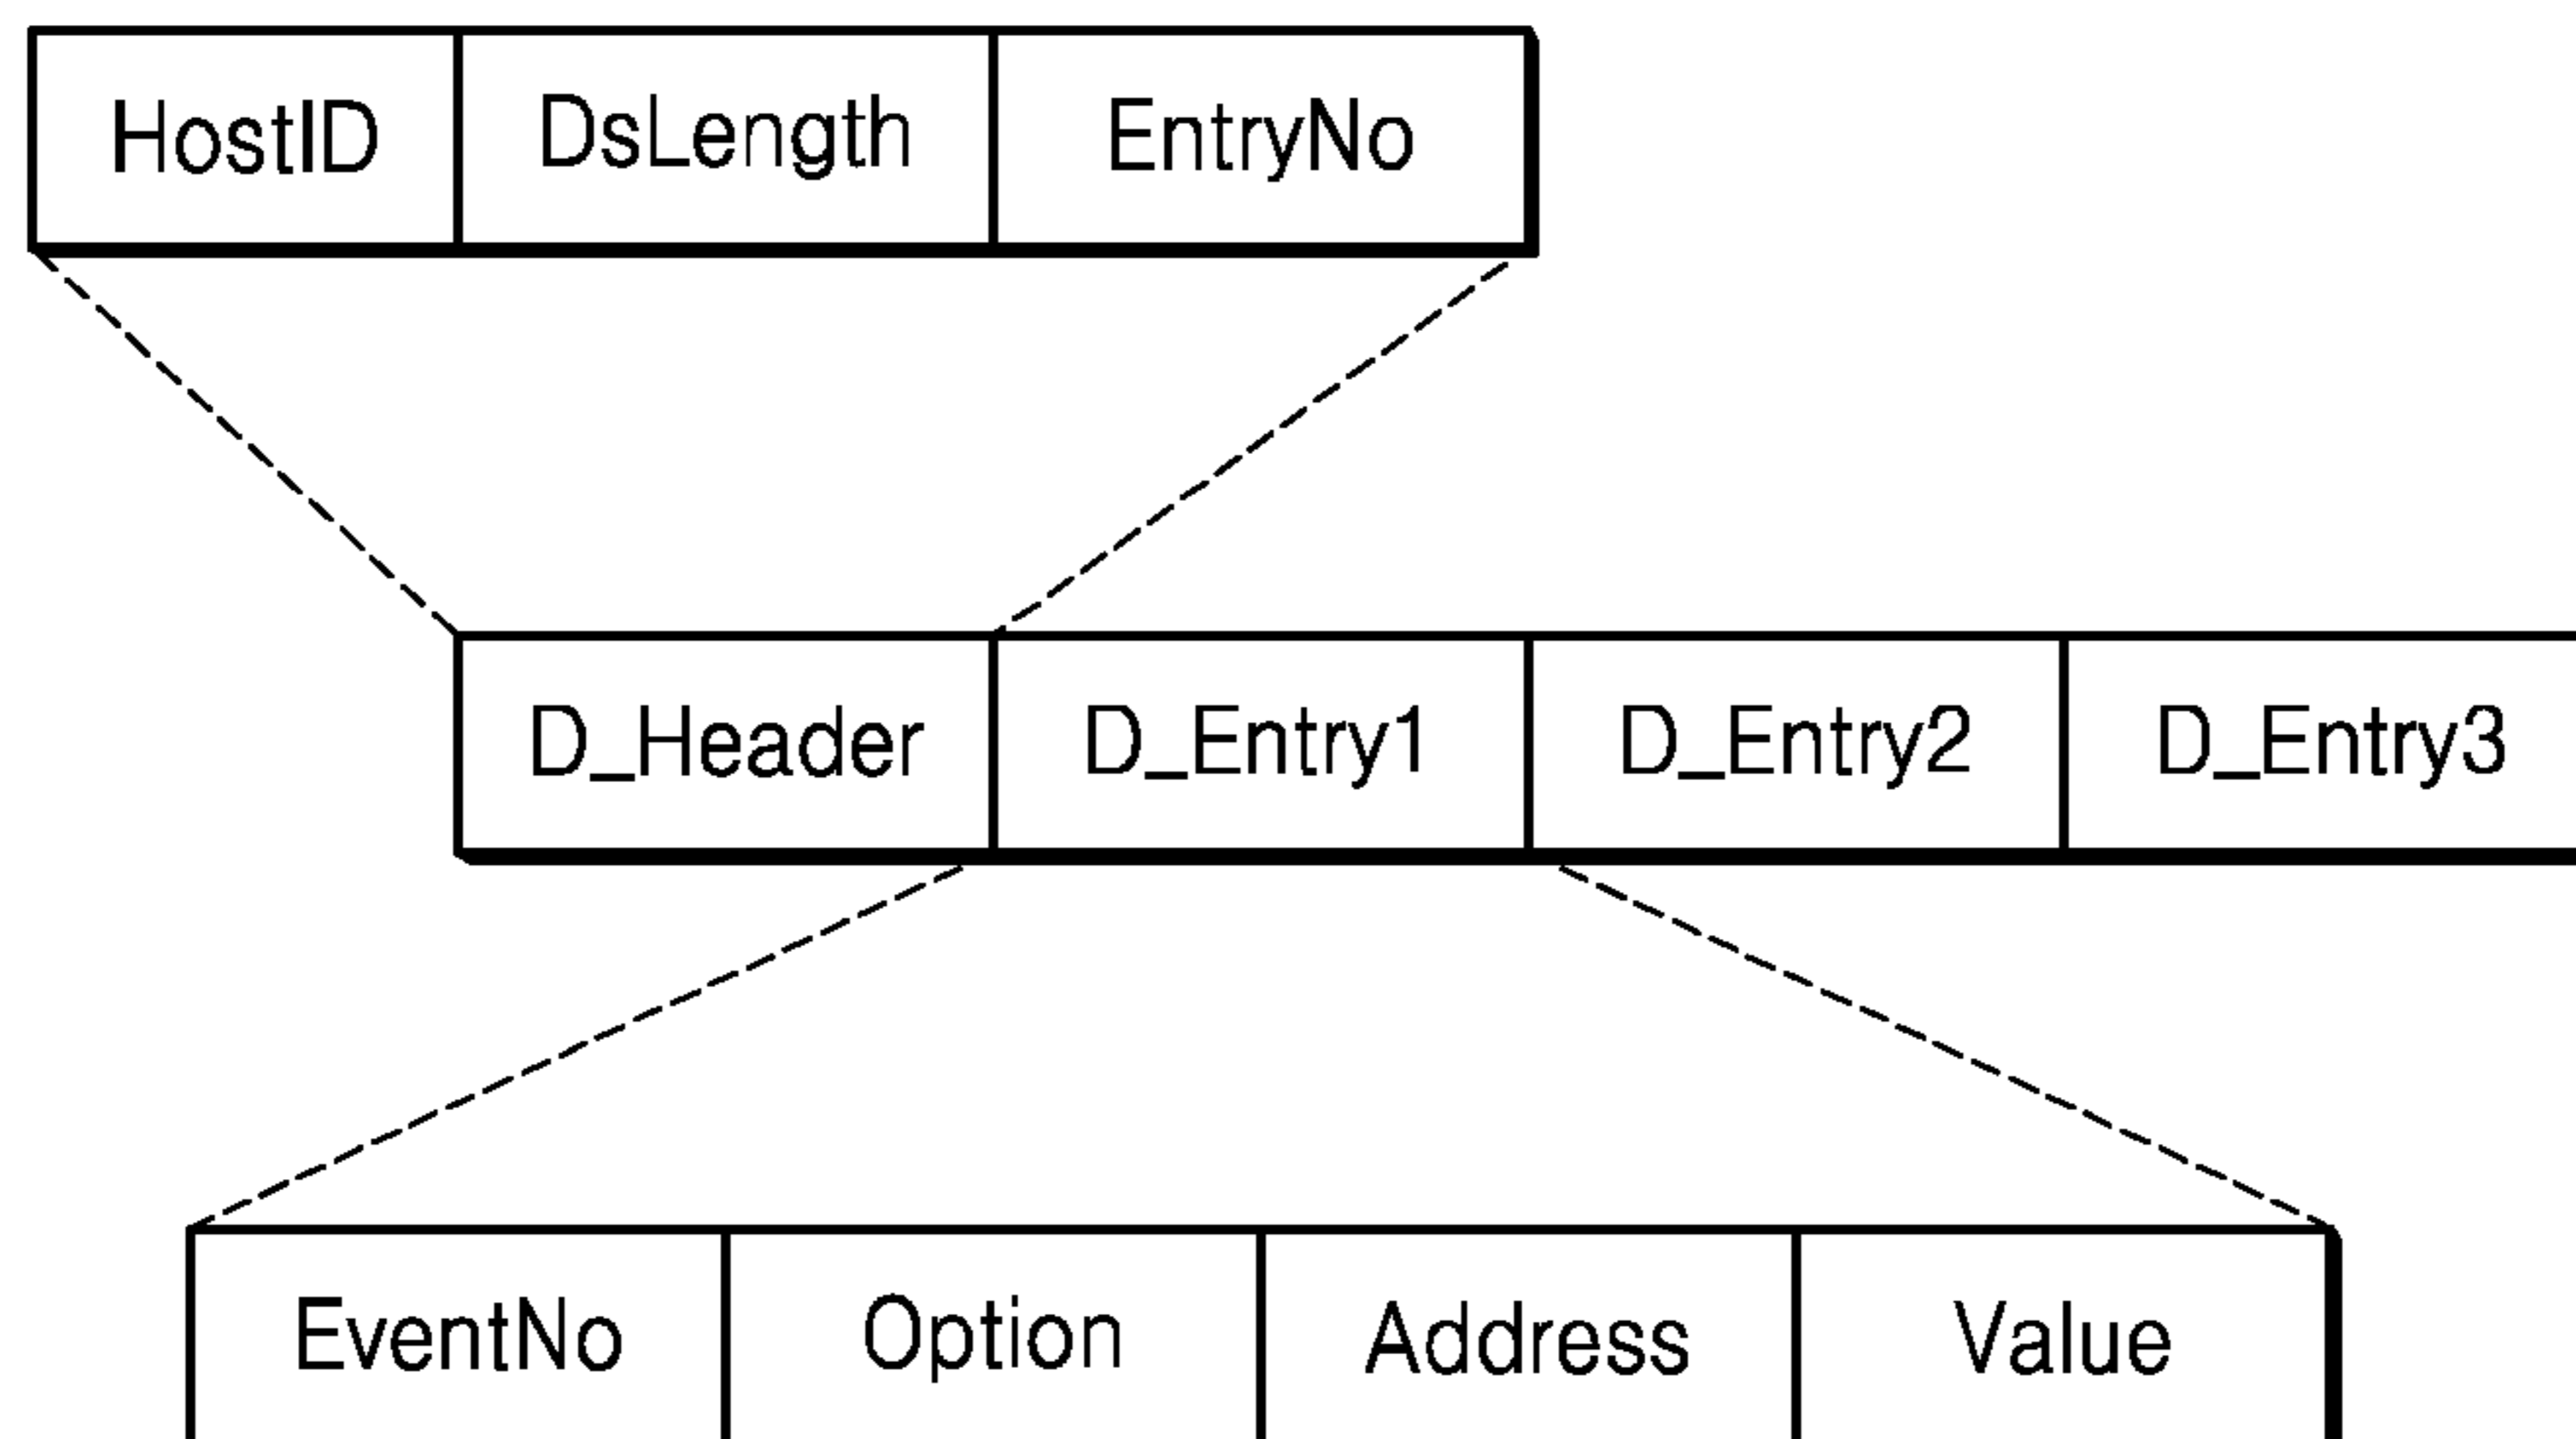 HostID DsLength EntryNo
D_Header D_Entry1 D_Entry2 D_Entry3
EventNo Option Address Value